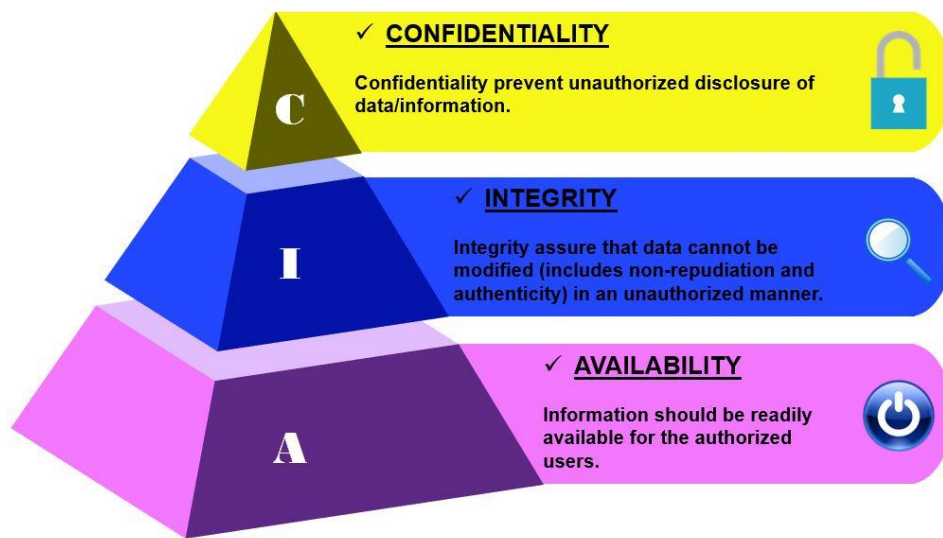 C
✓ CONFIDENTIALITY
Confidentiality prevent unauthorized disclosure of
data/information.
I
✓ INTEGRITY
Integrity assure that data cannot be
modified (includes non-repudiation and
authenticity) in an unauthorized manner.
A
✓ AVAILABILITY
Information should be readily
available for the authorized
users.